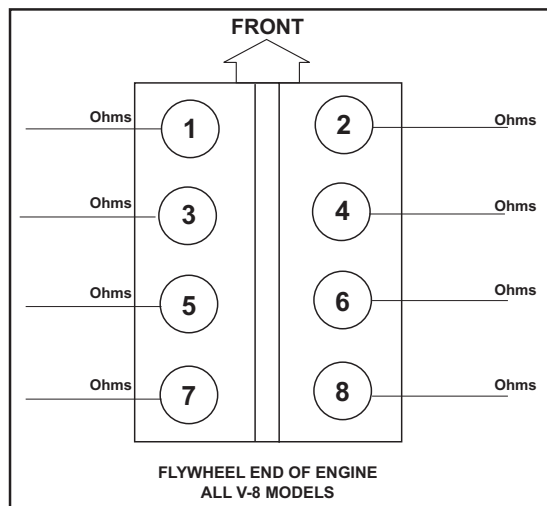 FRONT
Ohms 1 2 Ohms
Ohms 3 4 Ohms
Ohms 5 6 Ohms
Ohms 7 8 Ohms
FLYWHEEL END OF ENGINE
ALL V-8 MODELS